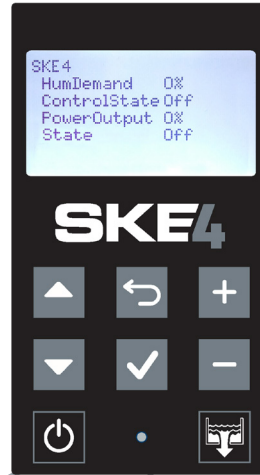 SKE4
HumDemand 0%
ControlState Off
PowerOutput 0%
State Off
SKE4